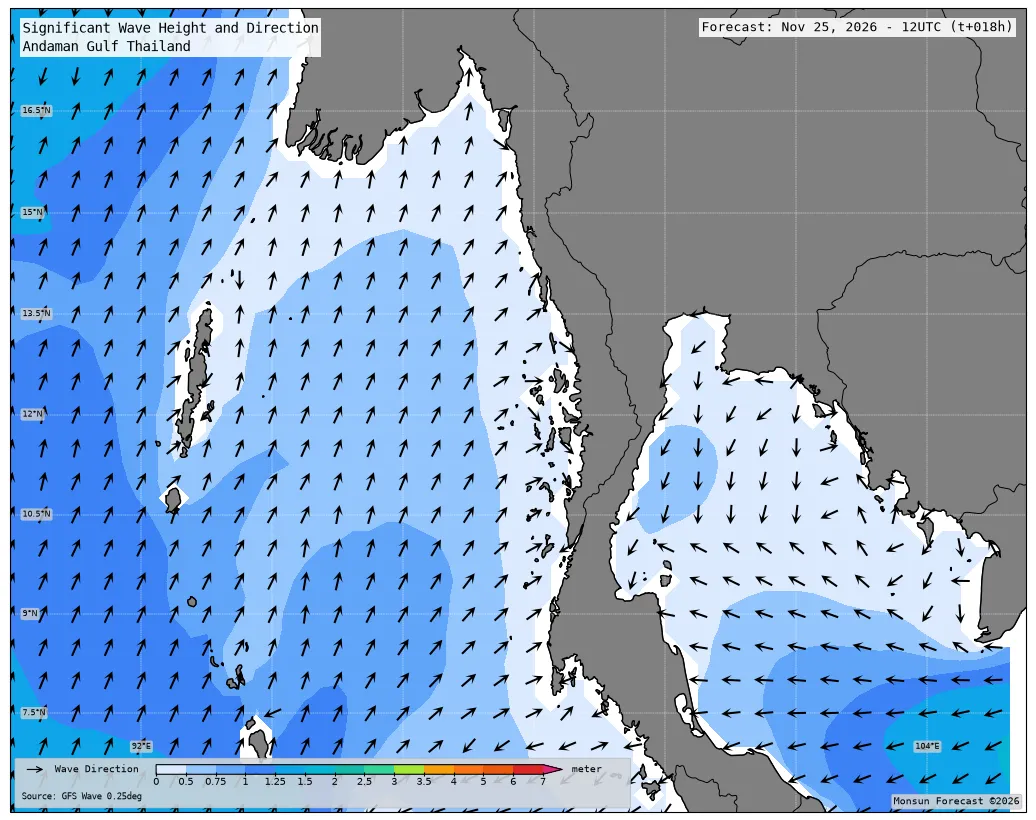 Significant Wave Height and Direction
Andaman Gulf Thailand
Forecast: Nov 25, 2026 - 12UTC (t+018h)
16.5°N
15°N
13.5°N
12°N
10.5°N
9°N
7.5°N
92°E
104°E
Wave Direction
0 0.5 0.75 1 1.25 1.5 2 2.5 3 3.5 4 5 6 7 meter
Source: GFS Wave 0.25deg
Monsun Forecast ©2026